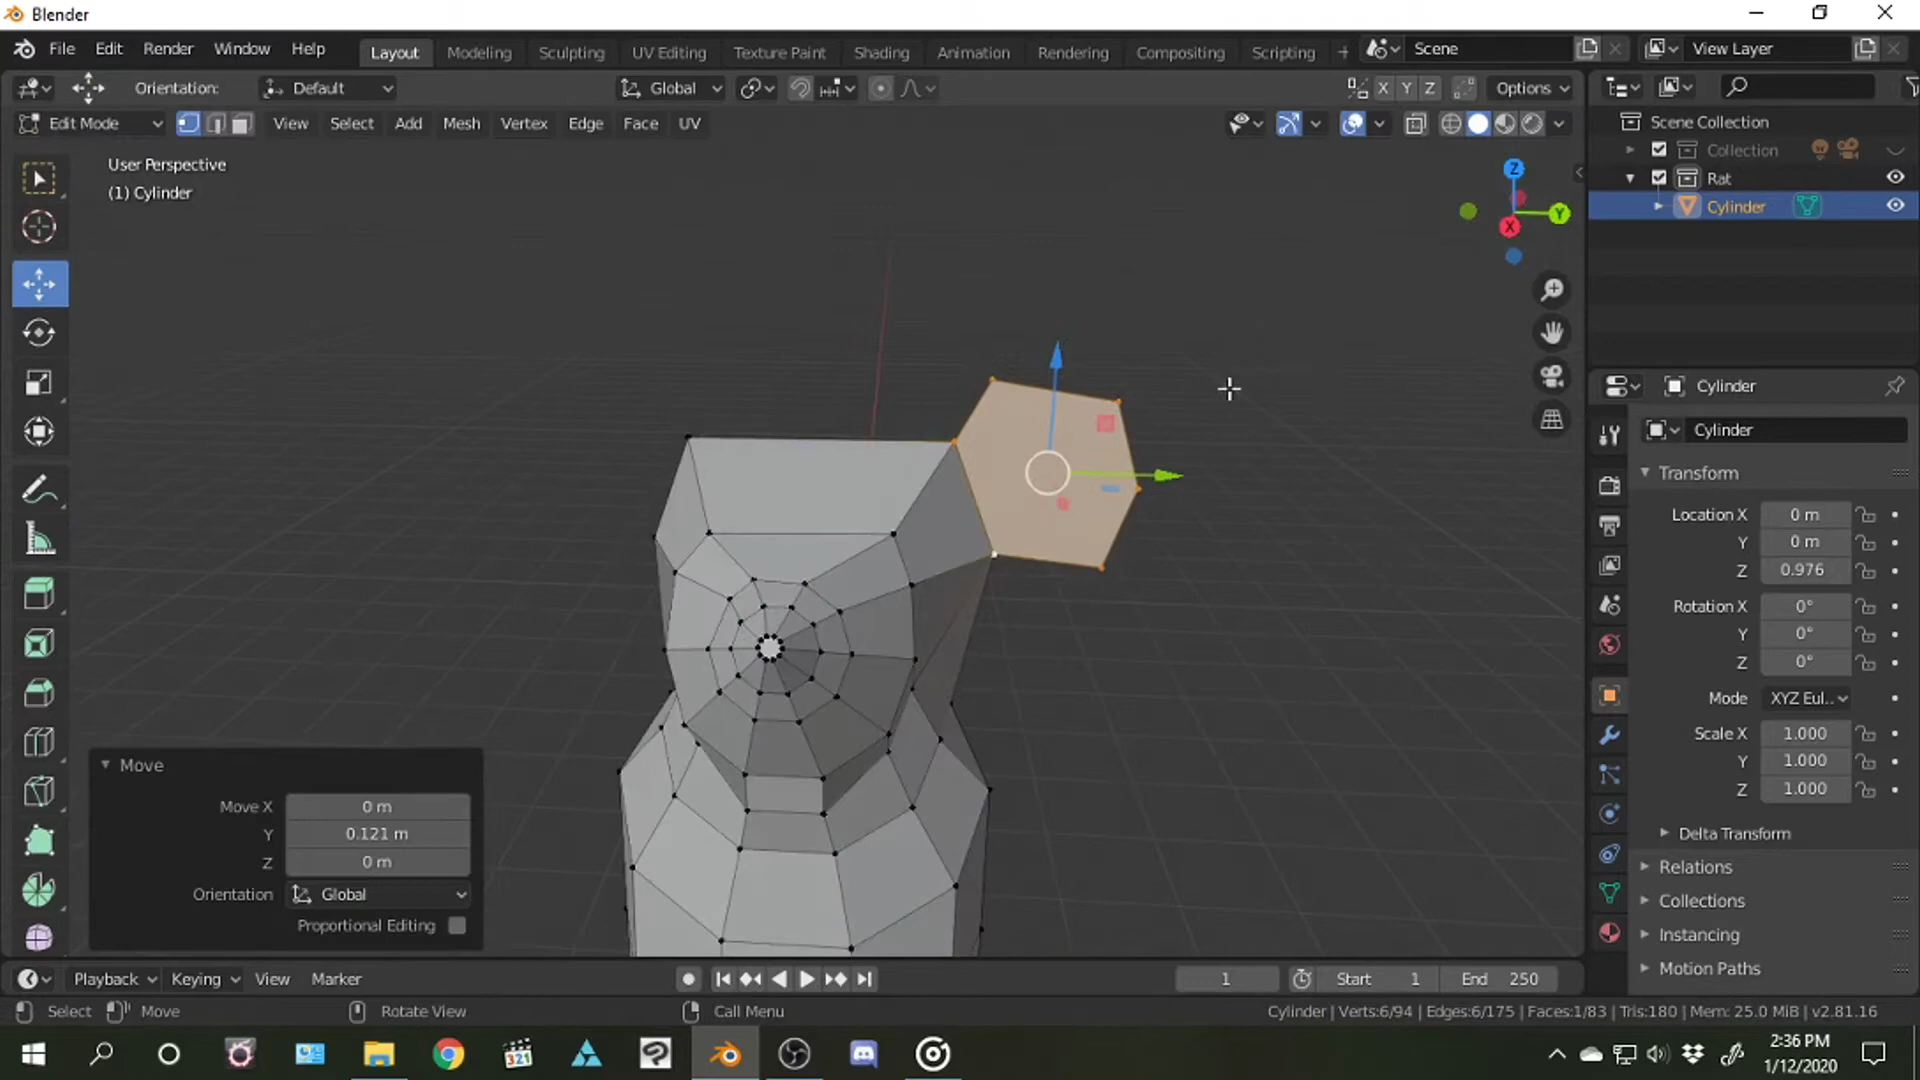 Blender
File Edit Render Window Help Layout Modeling Sculpting UV Editing Texture Paint Shading Animation Rendering Compositing Scripting + Scene View Layer
Orientation: Default Global X Y Z Options
Edit Mode View Select Add Mesh Vertex Edge Face UV
User Perspective
(1) Cylinder
Z
Y
X
Scene Collection
Collection
Rat
Cylinder
Cylinder
Cylinder
Transform
Location X 0 m
Y 0 m
Z 0.976
Rotation X 0°
Y 0°
Z 0°
Mode XYZ Eul..
Scale X 1.000
Y 1.000
Z 1.000
Delta Transform
Relations
Collections
Instancing
Motion Paths
Move
Move X 0 m
Y 0.121 m
Z 0 m
Orientation Global
Proportional Editing
Playback Keying View Marker 1 Start 1 End 250
Select Move Rotate View Call Menu Cylinder | Verts:6/94 | Edges:6/175 | Faces:1/83 | Tris:180 | Mem: 25.0 MiB | v2.81.16
321
2:36 PM
1/12/2020